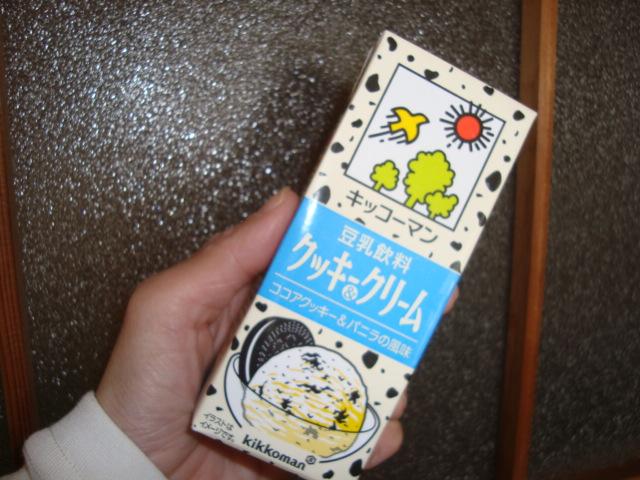 キッコーマン
豆乳飲料
クッキー&クリーム
ココアクッキー&バニラの風味
イラストは
イメージです。
kikkoman®